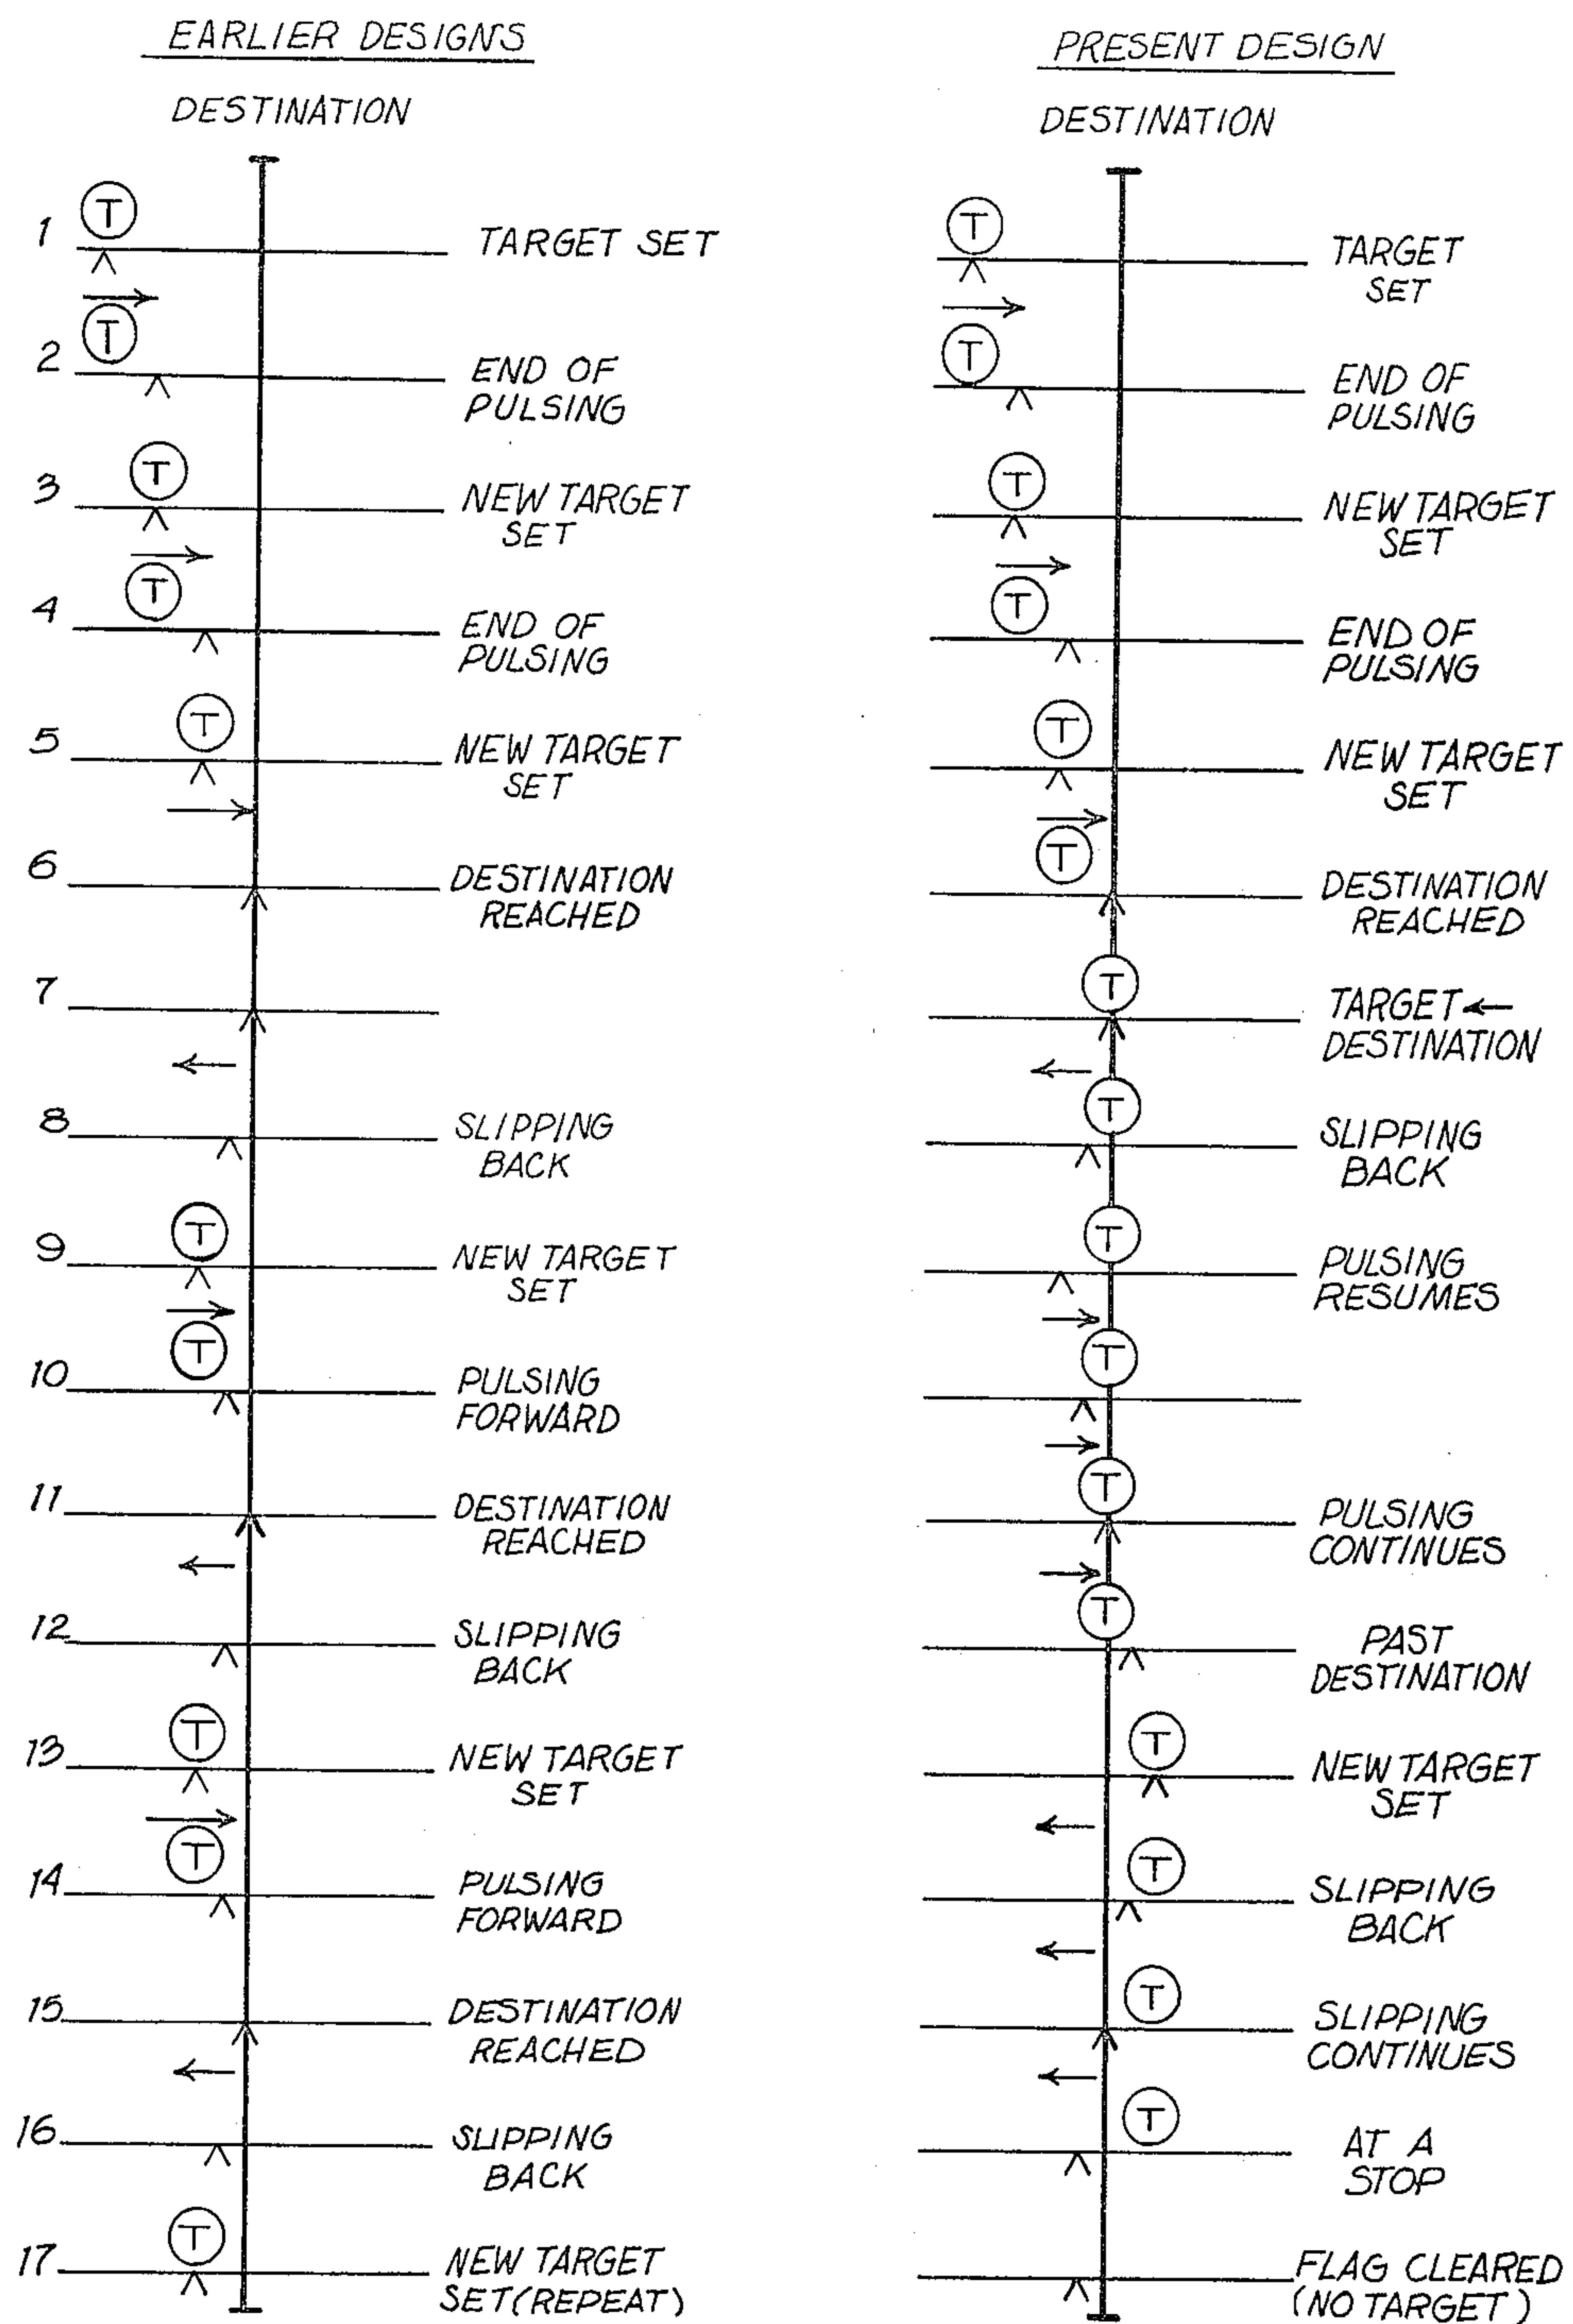 EARLIER DESIGNS
DESTINATION
1 T TARGET SET
T
2 END OF
PULSING
T
3 NEW TARGET
SET
T
4 END OF
PULSING
T
5 NEW TARGET
SET
6 DESTINATION
REACHED
7
8 SLIPPING
BACK
T
9 NEW TARGET
SET
T
10 PULSING
FORWARD
11 DESTINATION
REACHED
12 SLIPPING
BACK
T
13 NEW TARGET
SET
T
14 PULSING
FORWARD
15 DESTINATION
REACHED
16 SLIPPING
BACK
T
17 NEW TARGET
SET (REPEAT)
PRESENT DESIGN
DESTINATION
T
TARGET
SET
T
END OF
PULSING
T
NEW TARGET
SET
T
END OF
PULSING
T
NEW TARGET
SET
T
DESTINATION
REACHED
T
TARGET ←
DESTINATION
T
SLIPPING
BACK
T
PULSING
RESUMES
T
T
PULSING
CONTINUES
T
PAST
DESTINATION
T
NEW TARGET
SET
T
SLIPPING
BACK
T
SLIPPING
CONTINUES
T
AT A
STOP
FLAG CLEARED
(NO TARGET)